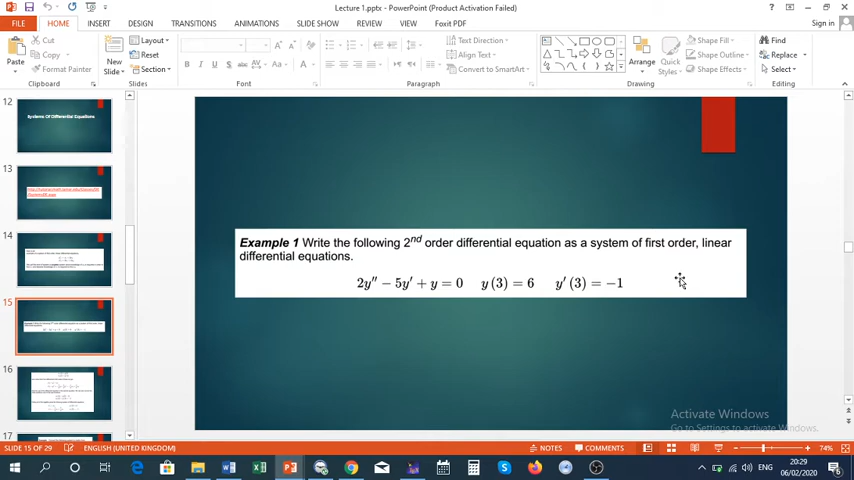 Lecture 1.pptx - PowerPoint (Product Activation Failed)
FILE HOME INSERT DESIGN TRANSITIONS ANIMATIONS SLIDE SHOW REVIEW VIEW Foxit PDF Sign in
Cut
Copy
Format Painter
Paste
Clipboard
New
Slide
Layout
Reset
Section
Slides
B I U S abc AV Aa A
Font
Text Direction
Align Text
Convert to SmartArt
Paragraph
Arrange
Quick
Styles
Shape Fill
Shape Outline
Shape Effects
Drawing
Find
Replace
Select
Editing
12
Systems Of Differential Equations
13
14
15
16
17
Example 1 Write the following 2nd order differential equation as a system of first order, linear
differential equations.
2y″ − 5y′ + y = 0 y (3) = 6 y′ (3) = −1
Activate Windows
Go to Settings to activate Windows.
SLIDE 15 OF 29 ENGLISH (UNITED KINGDOM) NOTES COMMENTS 74%
ENG
20:29
06/02/2020